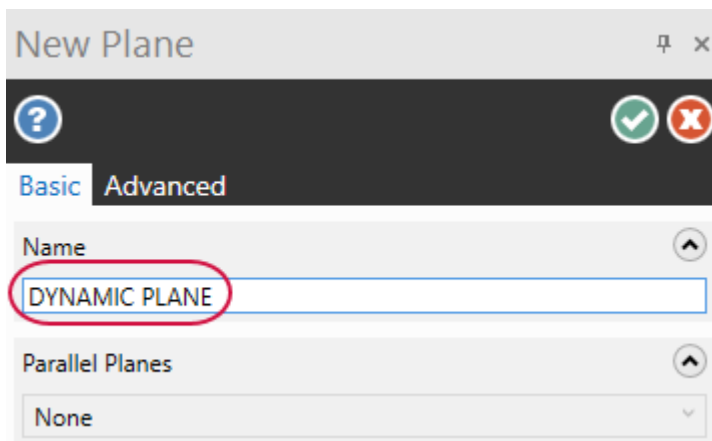 New Plane
?
Basic Advanced
Name
DYNAMIC PLANE
Parallel Planes
None